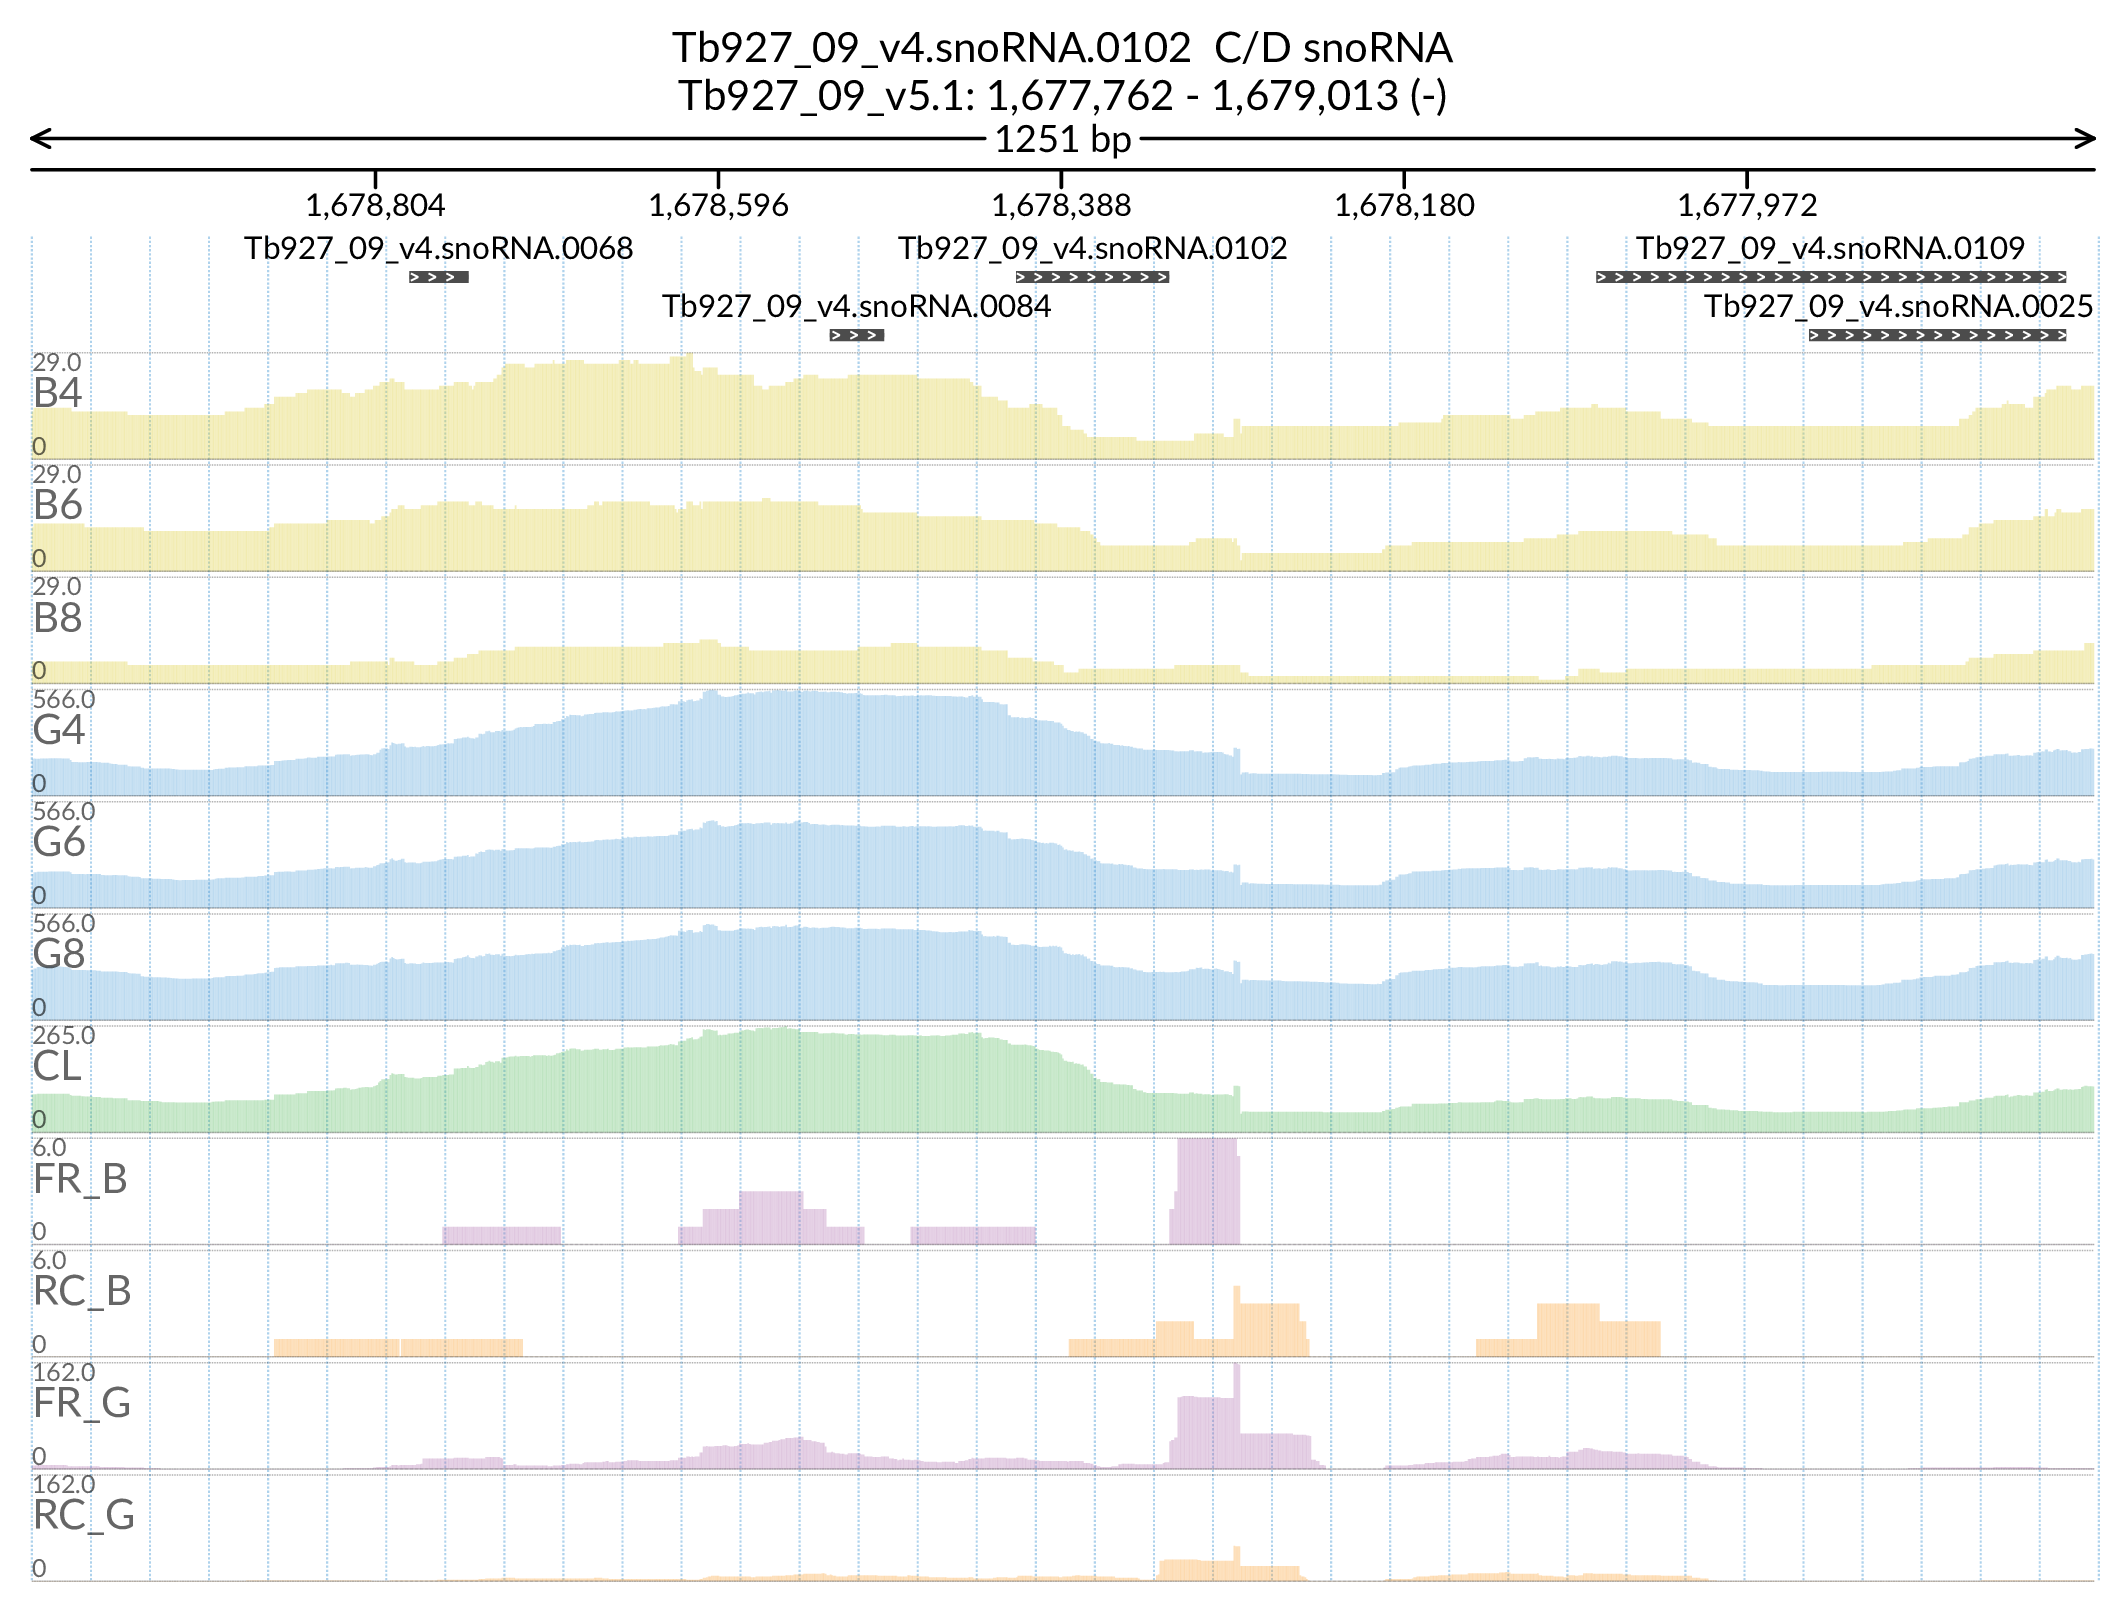 Tb927_09_v4.snoRNA.0102  C/D snoRNA
Tb927_09_v5.1: 1,677,762 - 1,679,013 (-)
1251 bp
1,678,804 1,678,596 1,678,388 1,678,180 1,677,972
Tb927_09_v4.snoRNA.0068 Tb927_09_v4.snoRNA.0102 Tb927_09_v4.snoRNA.0109
Tb927_09_v4.snoRNA.0084 Tb927_09_v4.snoRNA.0025
29.0
B4
0
29.0
B6
0
29.0
B8
0
566.0
G4
0
566.0
G6
0
566.0
G8
0
265.0
CL
0
6.0
FR_B
0
6.0
RC_B
0
162.0
FR_G
0
162.0
RC_G
0